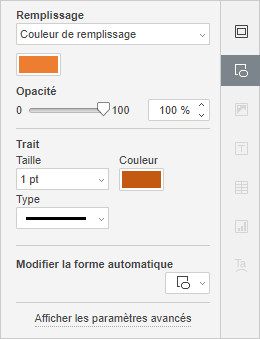 Remplissage
Couleur de remplissage
Opacité
0 100 100 %
Trait
Taille Couleur
1 pt
Type
Modifier la forme automatique
Afficher les paramètres avancés